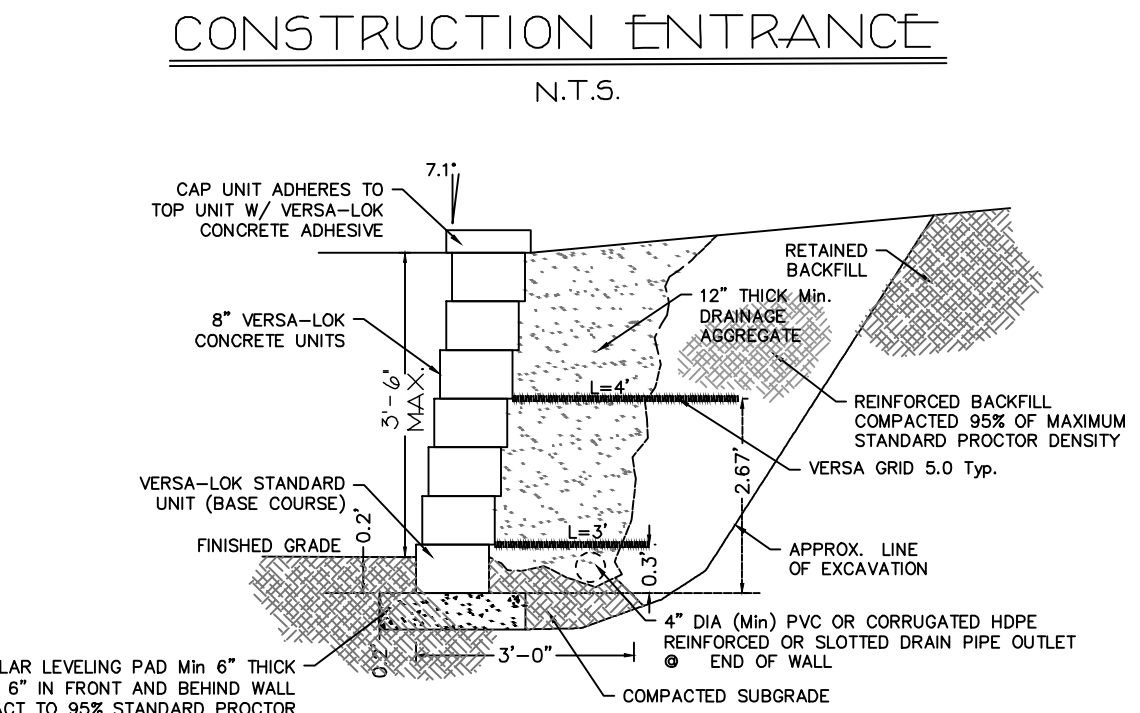 CONSTRUCTION ENTRANCE
N.T.S.
7.1°
CAP UNIT ADHERES TO
TOP UNIT W/ VERSA-LOK
CONCRETE ADHESIVE
RETAINED
BACKFILL
12" THICK Min.
DRAINAGE
AGGREGATE
8" VERSA-LOK
CONCRETE UNITS
3'-6"
MAX.
L=4'
REINFORCED BACKFILL
COMPACTED 95% OF MAXIMUM
STANDARD PROCTOR DENSITY
VERSA GRID 5.0 Typ.
2.67'
VERSA-LOK STANDARD
UNIT (BASE COURSE)
0.2'
L=3'
FINISHED GRADE
0.3'
APPROX. LINE
OF EXCAVATION
4" DIA (Min) PVC OR CORRUGATED HDPE
REINFORCED OR SLOTTED DRAIN PIPE OUTLET
@ END OF WALL
3'-0"
LAR LEVELING PAD Min 6" THICK
6" IN FRONT AND BEHIND WALL
ACT TO 95% STANDARD PROCTOR
COMPACTED SUBGRADE